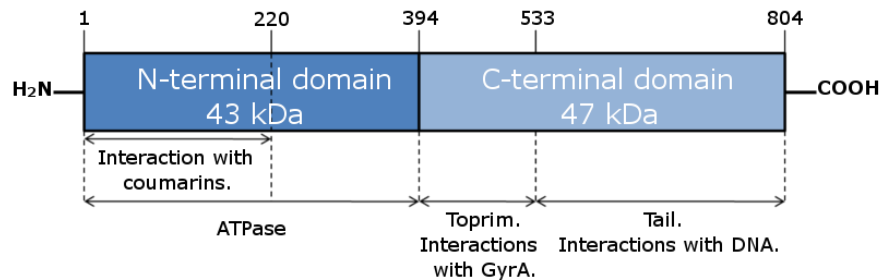 1 220 394 533 804
H₂N
N-terminal domain
43 kDa
C-terminal domain
47 kDa
COOH
Interaction with
coumarins.
ATPase
Toprim.
Interactions
with GyrA.
Tail.
Interactions with DNA.